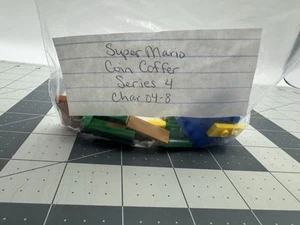 Super Mario
Coin Coffer
Series 4
Char 04-8